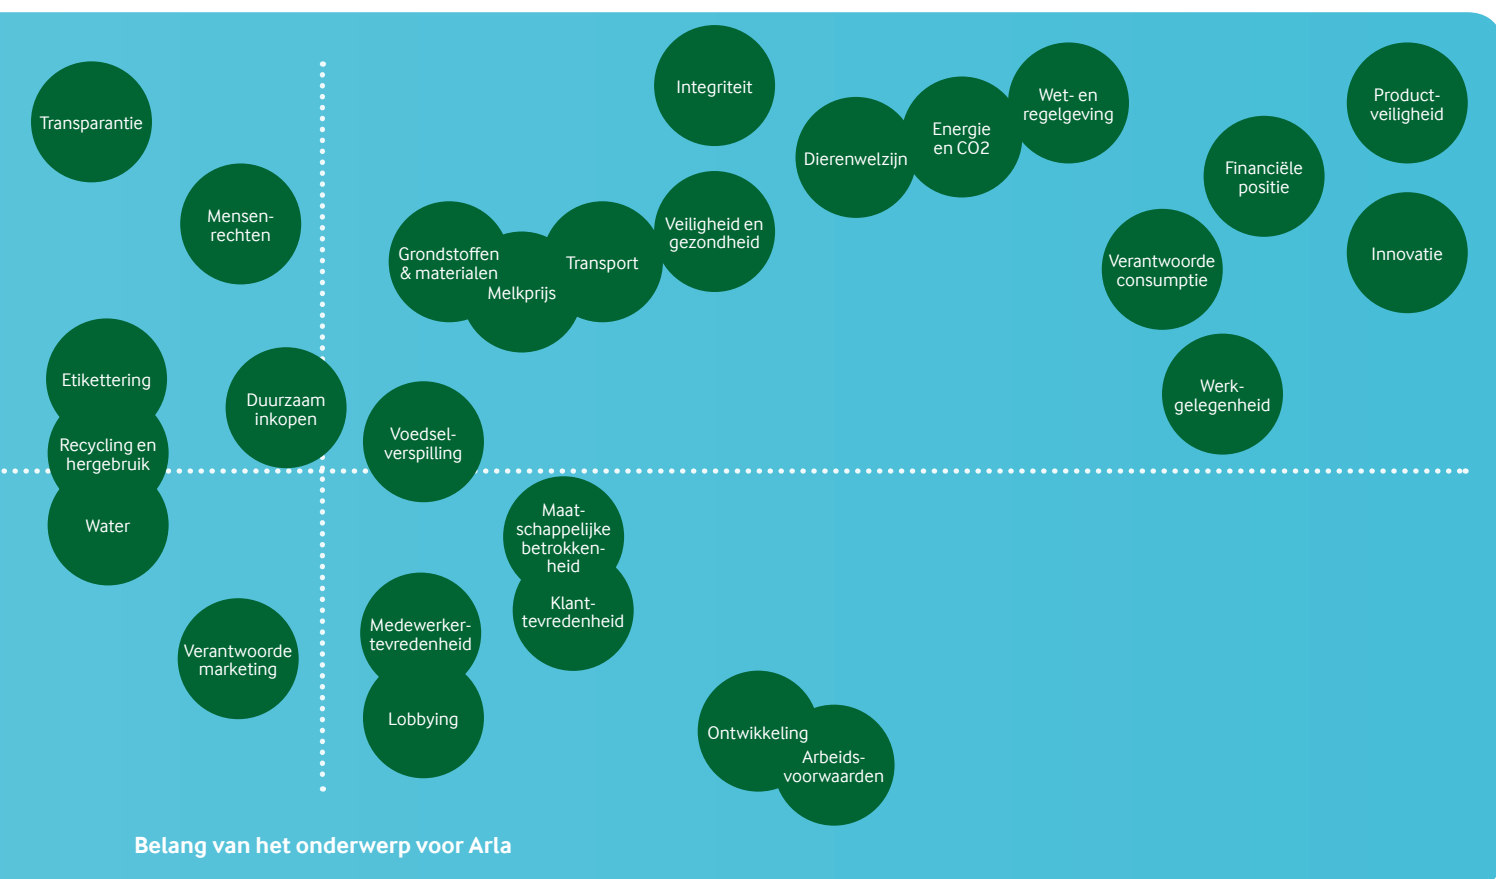 Integriteit
Wet- en
regelgeving
Product-
veiligheid
Transparantie
Energie
en CO2
Dierenwelzijn
Financiële
positie
Mensen-
rechten
Veiligheid en
gezondheid
Grondstoffen
& materialen
Transport
Melkprijs
Verantwoorde
consumptie
Innovatie
Etikettering
Duurzaam
inkopen
Werk-
gelegenheid
Recycling en
hergebruik
Voedsel-
verspilling
Water
Maat-
schappelijke
betrokken-
heid
Klant-
tevredenheid
Medewerker-
tevredenheid
Verantwoorde
marketing
Lobbying
Ontwikkeling
Arbeids-
voorwaarden
Belang van het onderwerp voor Arla